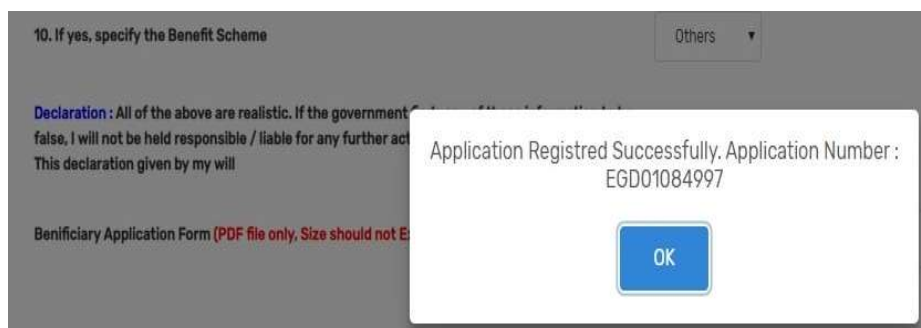 10. If yes, specify the Benefit Scheme
Others
Declaration : All of the above are realistic. If the government
false, I will not be held responsible / liable for any further act
This declaration given by my will
Benificiary Application Form (PDF file only, Size should not E
Application Registred Successfully. Application Number :
EGD01084997
OK